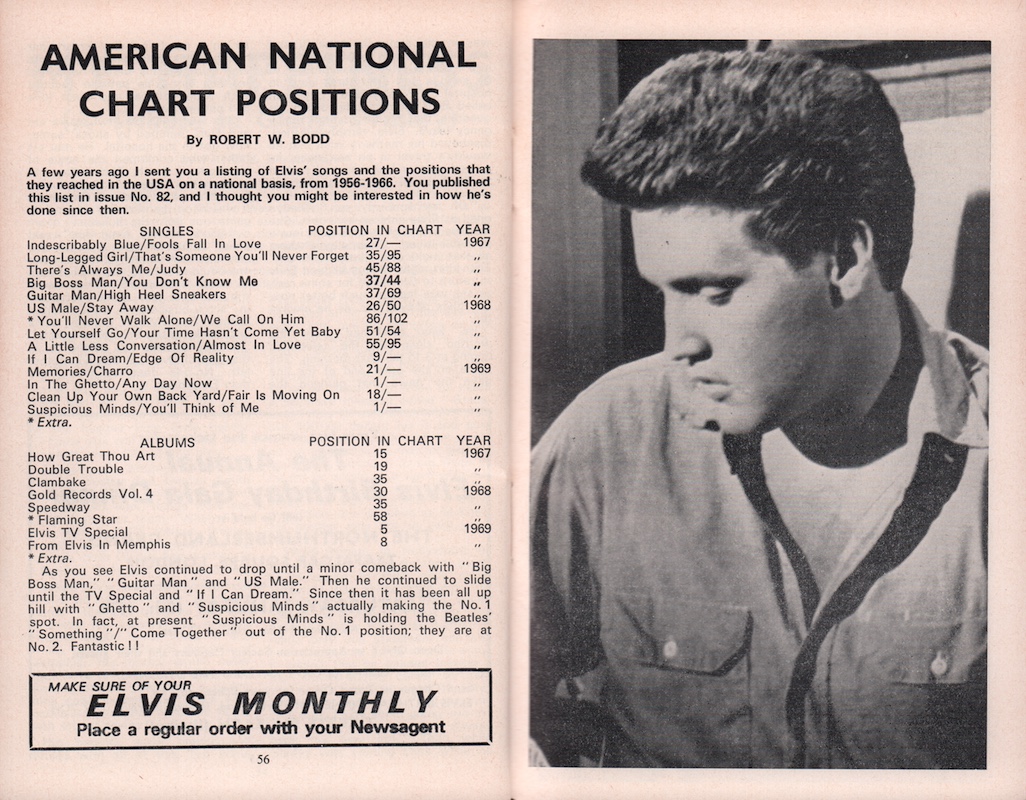 AMERICAN NATIONAL
CHART POSITIONS
By ROBERT W. BODD
A few years ago I sent you a listing of Elvis' songs and the positions that
they reached in the USA on a national basis, from 1956-1966. You published
this list in issue No. 82, and I thought you might be interested in how he's
done since then.
SINGLES POSITION IN CHART YEAR
Indescribably Blue/Fools Fall In Love 27/— 1967
Long-Legged Girl/That's Someone You'll Never Forget 35/95 ,,
There's Always Me/Judy 45/88 ,,
Big Boss Man/You Don't Know Me 37/44 ,,
Guitar Man/High Heel Sneakers 37/69 ,,
US Male/Stay Away 26/50 1968
* You'll Never Walk Alone/We Call On Him 86/102 ,,
Let Yourself Go/Your Time Hasn't Come Yet Baby 51/54 ,,
A Little Less Conversation/Almost In Love 55/95 ,,
If I Can Dream/Edge Of Reality 9/— ,,
Memories/Charro 21/— 1969
In The Ghetto/Any Day Now 1/— ,,
Clean Up Your Own Back Yard/Fair Is Moving On 18/— ,,
Suspicious Minds/You'll Think of Me 1/— ,,
* Extra.
ALBUMS POSITION IN CHART YEAR
How Great Thou Art 15 1967
Double Trouble 19 ,,
Clambake 35 ,,
Gold Records Vol. 4 30 1968
Speedway 35 ,,
* Flaming Star 58 ,,
Elvis TV Special 5 1969
From Elvis In Memphis 8 ,,
* Extra.
As you see Elvis continued to drop until a minor comeback with "Big
Boss Man," "Guitar Man" and "US Male." Then he continued to slide
until the TV Special and "If I Can Dream." Since then it has been all up
hill with "Ghetto" and "Suspicious Minds" actually making the No. 1
spot. In fact, at present "Suspicious Minds" is holding the Beatles'
"Something"/"Come Together" out of the No. 1 position; they are at
No. 2. Fantastic ! !
MAKE SURE OF YOUR
ELVIS MONTHLY
Place a regular order with your Newsagent
56